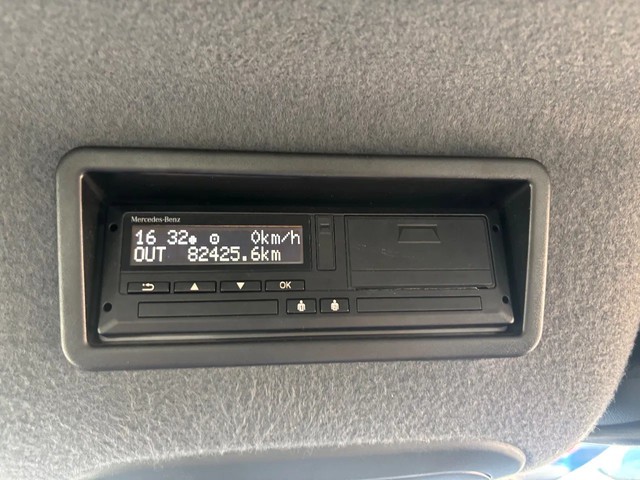 Mercedes-Benz
16 32● ⊙ 0km/h
OUT 82425.6km
OK